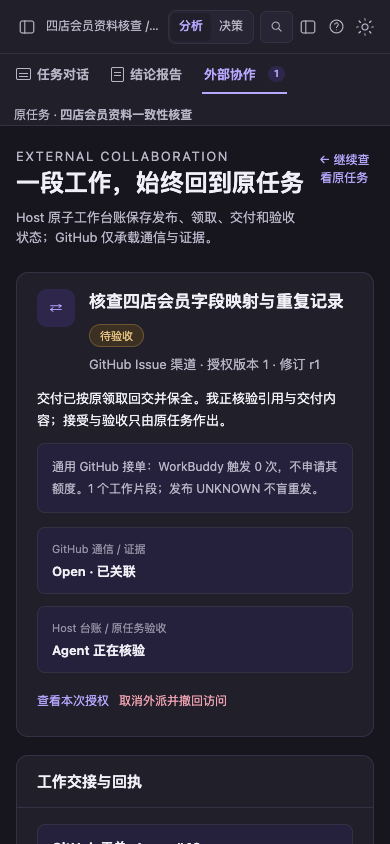 四店会员资料核查 /...
分析
决策
任务对话
结论报告
外部协作
1
原任务 · 四店会员资料一致性核查
EXTERNAL COLLABORATION
一段工作，始终回到原任务
← 继续查
看原任务
Host 原子工作台账保存发布、领取、交付和验收
状态；GitHub 仅承载通信与证据。
核查四店会员字段映射与重复记录
待验收
GitHub Issue 渠道 · 授权版本 1 · 修订 r1
交付已按原领取回交并保全。我正核验引用与交付内
容；接受与验收只由原任务作出。
通用 GitHub 接单：WorkBuddy 触发 0 次，不申请其
额度。1 个工作片段；发布 UNKNOWN 不盲重发。
GitHub 通信 / 证据
Open · 已关联
Host 台账 / 原任务验收
Agent 正在核验
查看本次授权
取消外派并撤回访问
工作交接与回执